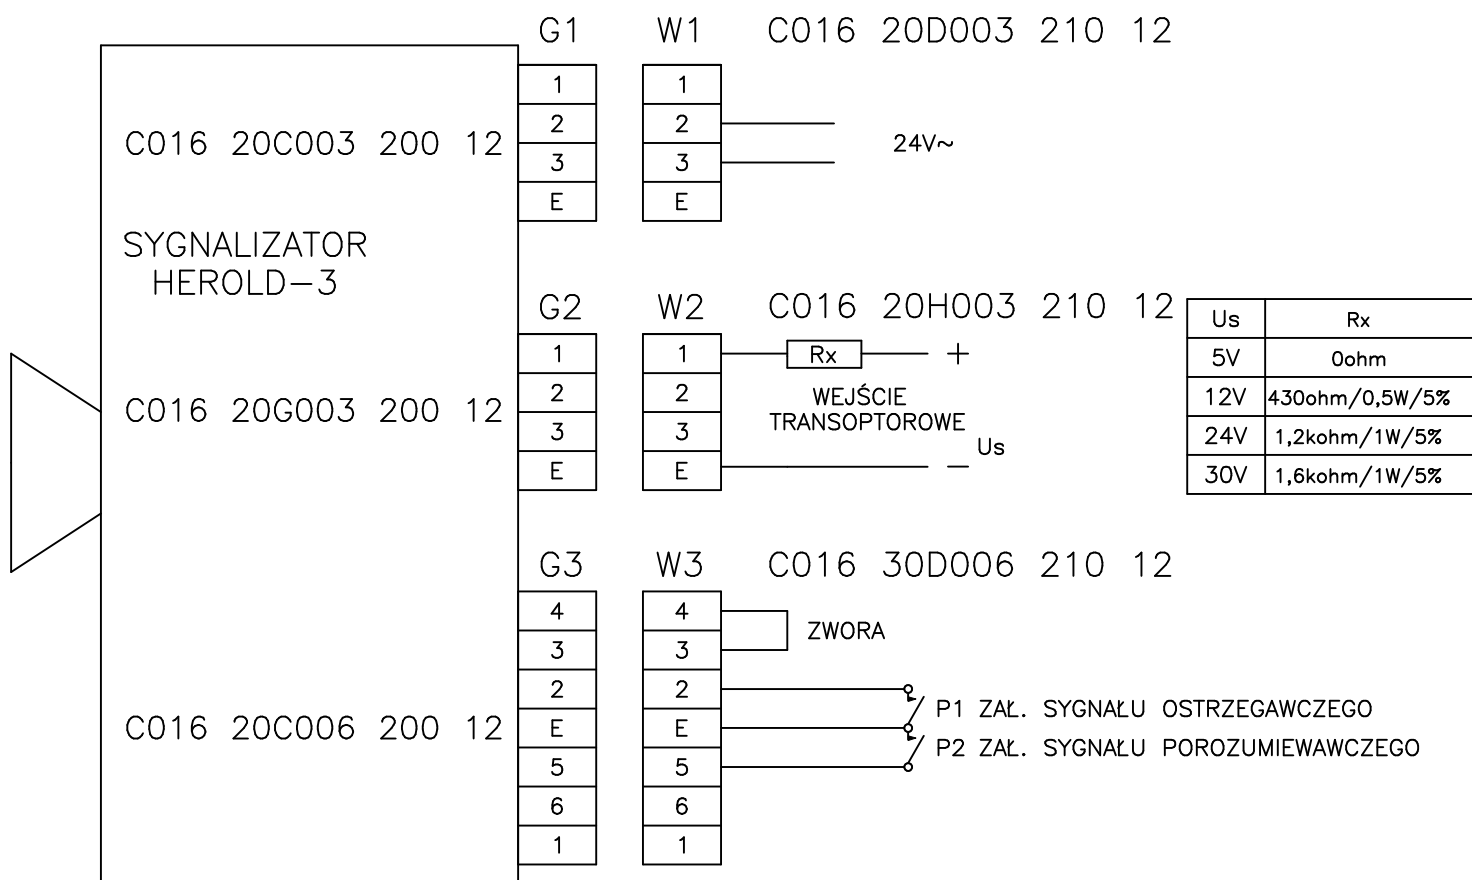 G1 W1 C016 20D003 210 12
1 1
C016 20C003 200 12 2 2
24V~
3 3
E E
SYGNALIZATOR
HEROLD-3
G2 W2 C016 20H003 210 12
Us Rx
1 1 Rx +
5V 0ohm
2 2 WEJŚCIE
12V 430ohm/0,5W/5%
C016 20G003 200 12
TRANSOPTOROWE
3 3
24V 1,2kohm/1W/5%
Us
E E -
30V 1,6kohm/1W/5%
G3 W3 C016 30D006 210 12
4 4
ZWORA
3 3
2 2
P1 ZAŁ. SYGNAŁU OSTRZEGAWCZEGO
C016 20C006 200 12 E E
P2 ZAŁ. SYGNAŁU POROZUMIEWAWCZEGO
5 5
6 6
1 1